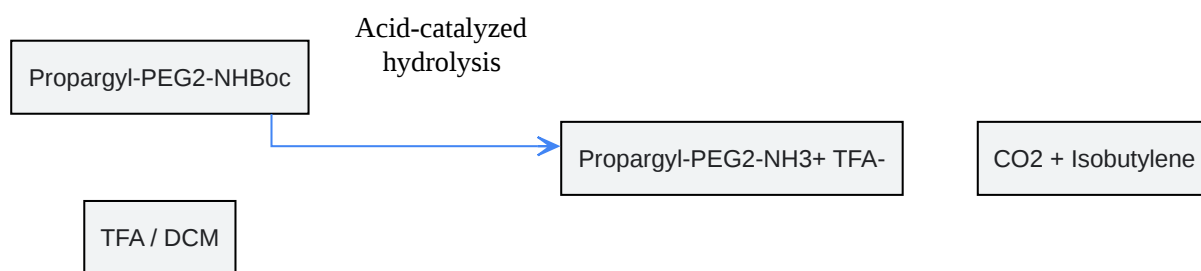 Acid-catalyzed
hydrolysis
Propargyl-PEG2-NHBoc
Propargyl-PEG2-NH3+ TFA-
CO2 + Isobutylene
TFA / DCM